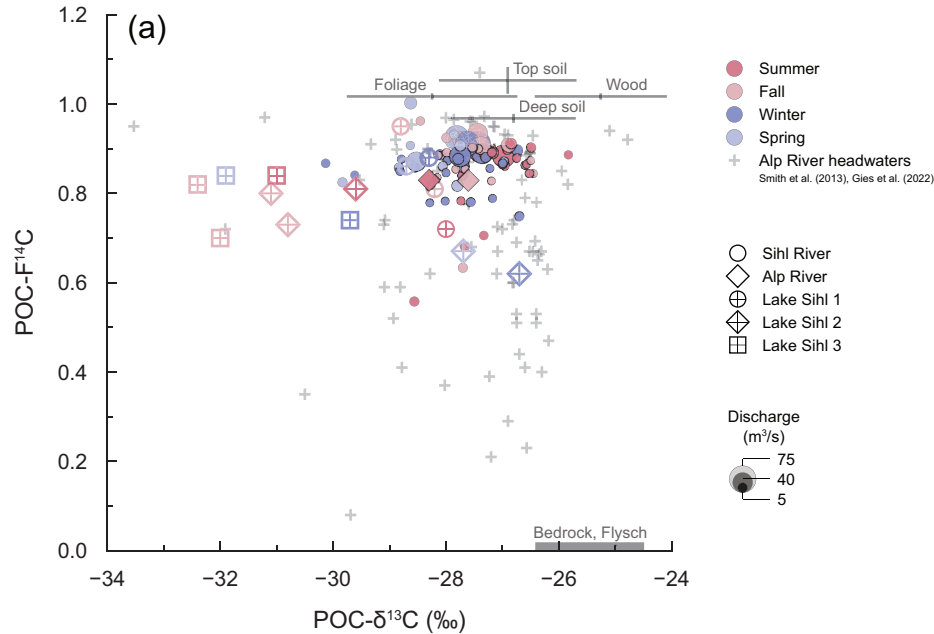 (a)
1.2
1.0
0.8
0.6
0.4
0.2
0.0
POC-F¹⁴C
−34
−32
−30
−28
−26
−24
POC-δ¹³C (‰)
Top soil
Foliage
Wood
Deep soil
Bedrock, Flysch
Summer
Fall
Winter
Spring
Alp River headwaters
Smith et al. (2013), Gies et al. (2022)
Sihl River
Alp River
Lake Sihl 1
Lake Sihl 2
Lake Sihl 3
Discharge
(m³/s)
75
40
5